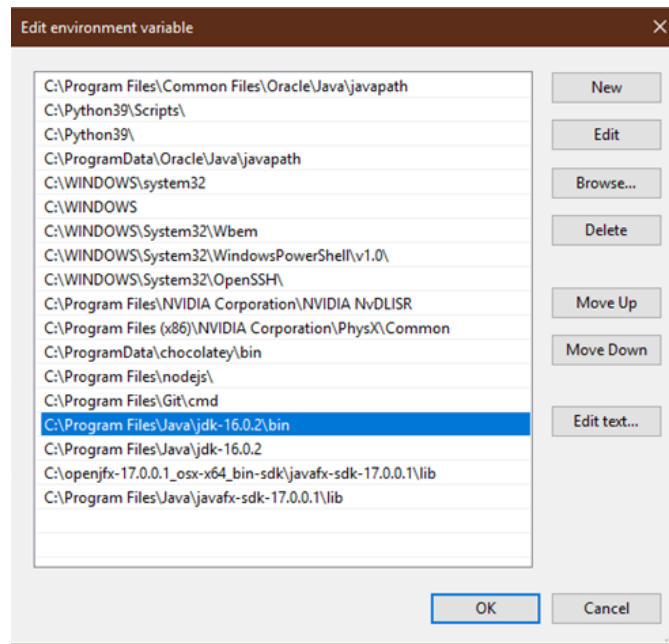 Edit environment variable
C:\Program Files\Common Files\Oracle\Java\javapath
C:\Python39\Scripts\
C:\Python39\
C:\ProgramData\Oracle\Java\javapath
C:\WINDOWS\system32
C:\WINDOWS
C:\WINDOWS\System32\Wbem
C:\WINDOWS\System32\WindowsPowerShell\v1.0\
C:\WINDOWS\System32\OpenSSH\
C:\Program Files\NVIDIA Corporation\NVIDIA NvDLISR
C:\Program Files (x86)\NVIDIA Corporation\PhysX\Common
C:\ProgramData\chocolatey\bin
C:\Program Files\nodejs\
C:\Program Files\Git\cmd
C:\Program Files\Java\jdk-16.0.2\bin
C:\Program Files\Java\jdk-16.0.2
C:\openjfx-17.0.0.1_osx-x64_bin-sdk\javafx-sdk-17.0.0.1\lib
C:\Program Files\Java\javafx-sdk-17.0.0.1\lib
New
Edit
Browse...
Delete
Move Up
Move Down
Edit text...
OK
Cancel